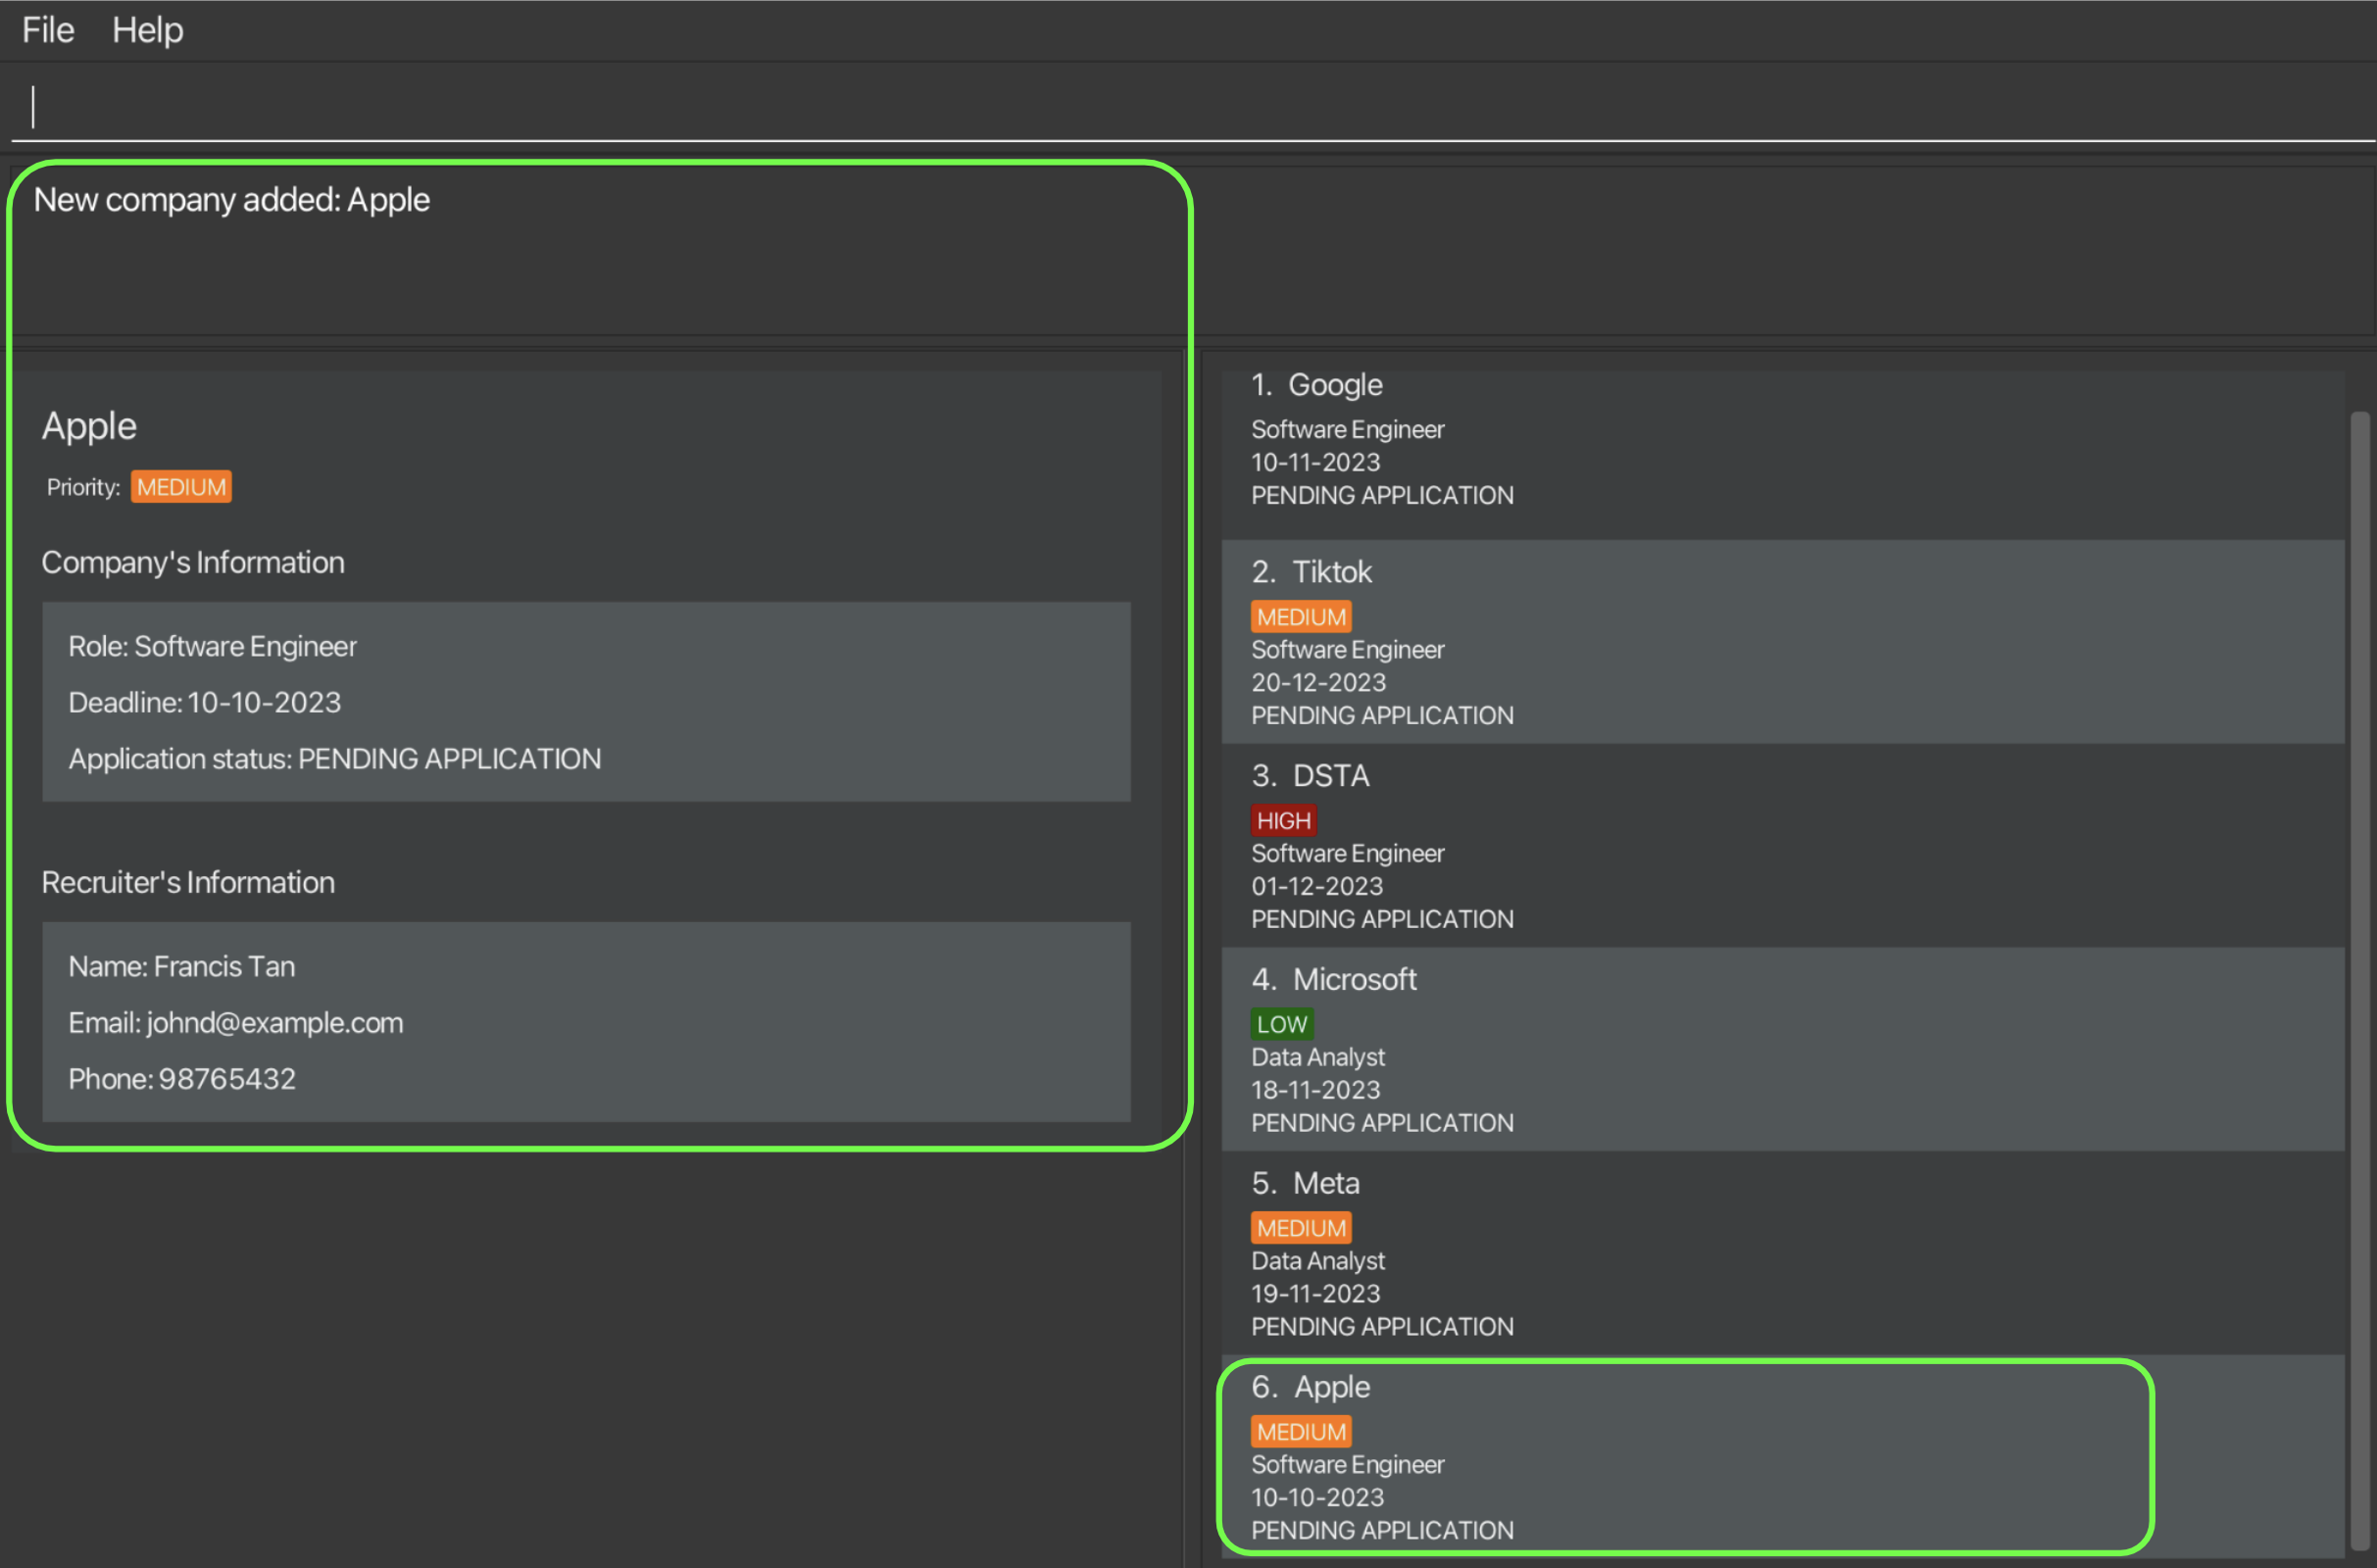 File Help
New company added: Apple
Apple
Priority: MEDIUM
Company's Information
Role: Software Engineer
Deadline: 10-10-2023
Application status: PENDING APPLICATION
Recruiter's Information
Name: Francis Tan
Email: johnd@example.com
Phone: 98765432
1. Google
Software Engineer
10-11-2023
PENDING APPLICATION
2. Tiktok
MEDIUM
Software Engineer
20-12-2023
PENDING APPLICATION
3. DSTA
HIGH
Software Engineer
01-12-2023
PENDING APPLICATION
4. Microsoft
LOW
Data Analyst
18-11-2023
PENDING APPLICATION
5. Meta
MEDIUM
Data Analyst
19-11-2023
PENDING APPLICATION
6. Apple
MEDIUM
Software Engineer
10-10-2023
PENDING APPLICATION